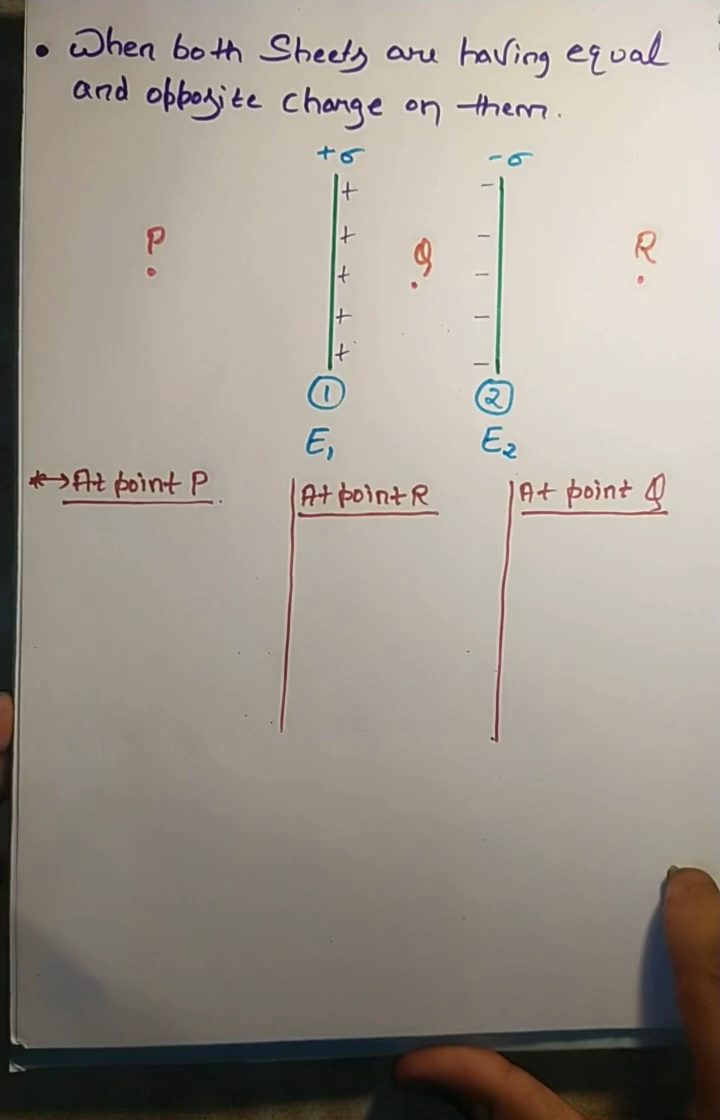 • When both Sheets are having equal
and opposite change on them.
+σ -σ
+ −
+ −
P Q R
+ −
+ −
+ −
① ②
E₁ E₂
*→ At point P At point R At point Q